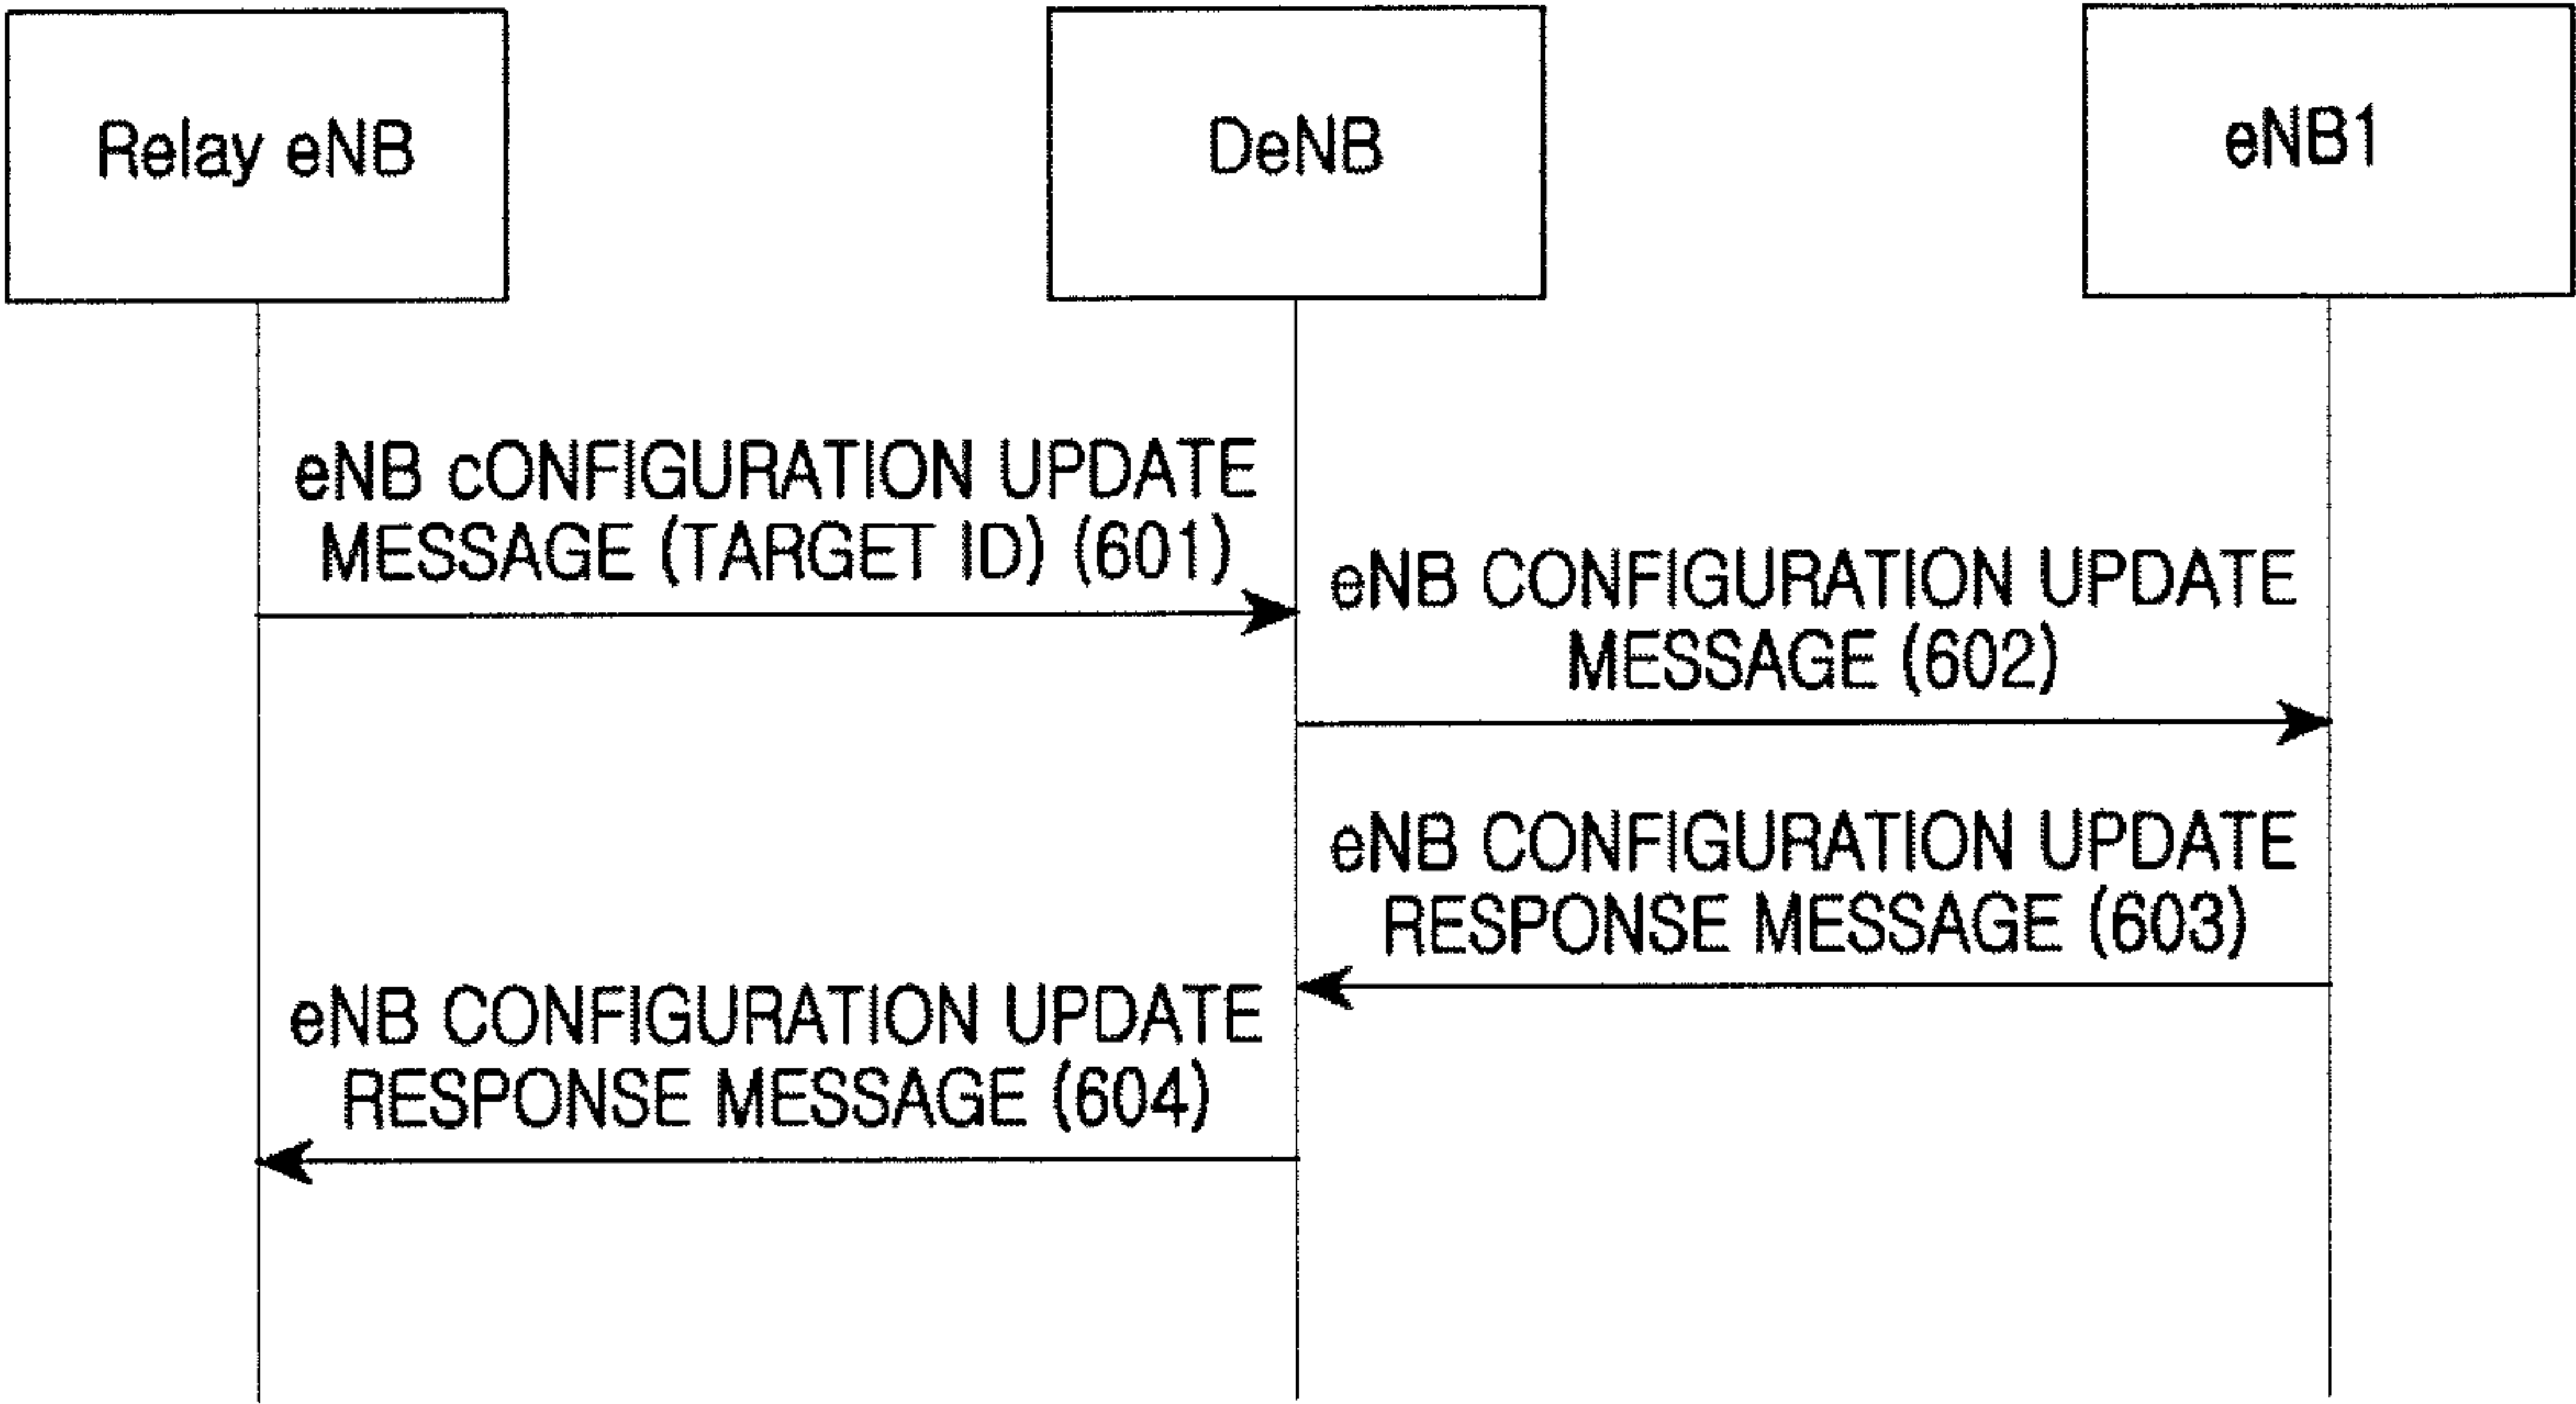 Relay eNB
DeNB
eNB1
eNB cONFIGURATION UPDATE
MESSAGE (TARGET ID) (601)
eNB CONFIGURATION UPDATE
MESSAGE (602)
eNB CONFIGURATION UPDATE
RESPONSE MESSAGE (603)
eNB CONFIGURATION UPDATE
RESPONSE MESSAGE (604)